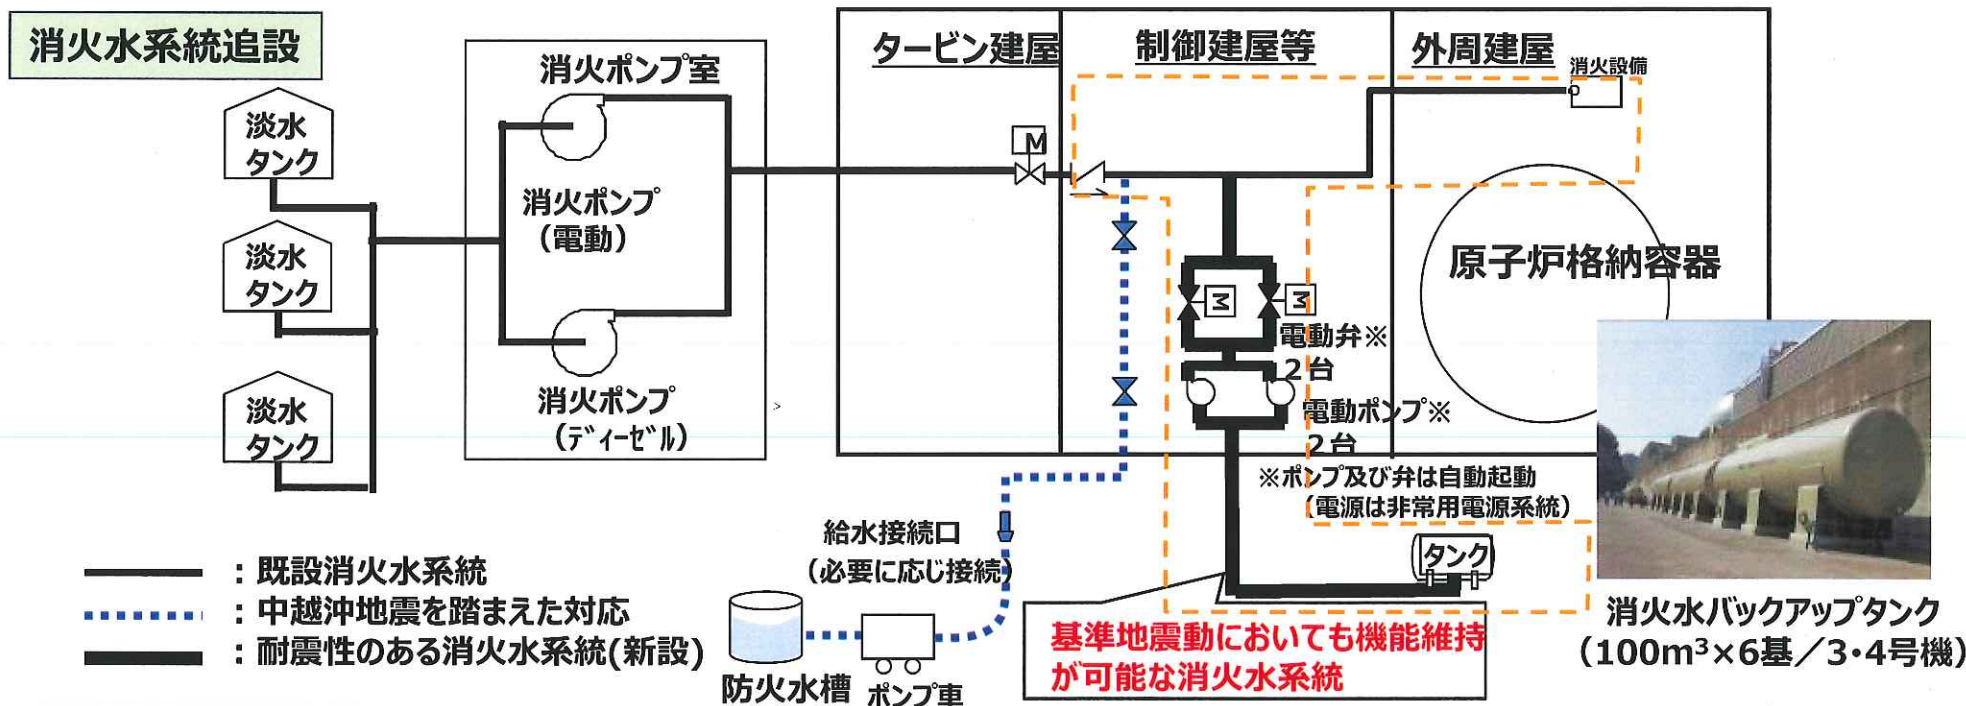 消火水系統追設
淡水
タンク
淡水
タンク
淡水
タンク
消火ポンプ室
消火ポンプ
（電動）
消火ポンプ
（ディーゼル）
タービン建屋
制御建屋等
外周建屋
消火設備
M
原子炉格納容器
M
M
電動弁※
２台
電動ポンプ※
２台
※ポンプ及び弁は自動起動
（電源は非常用電源系統）
タンク
給水接続口
（必要に応じ接続）
：既設消火水系統
：中越沖地震を踏まえた対応
：耐震性のある消火水系統(新設)
防火水槽
ポンプ車
基準地震動においても機能維持
が可能な消火水系統
消火水バックアップタンク
（100m³×6基／3・4号機）